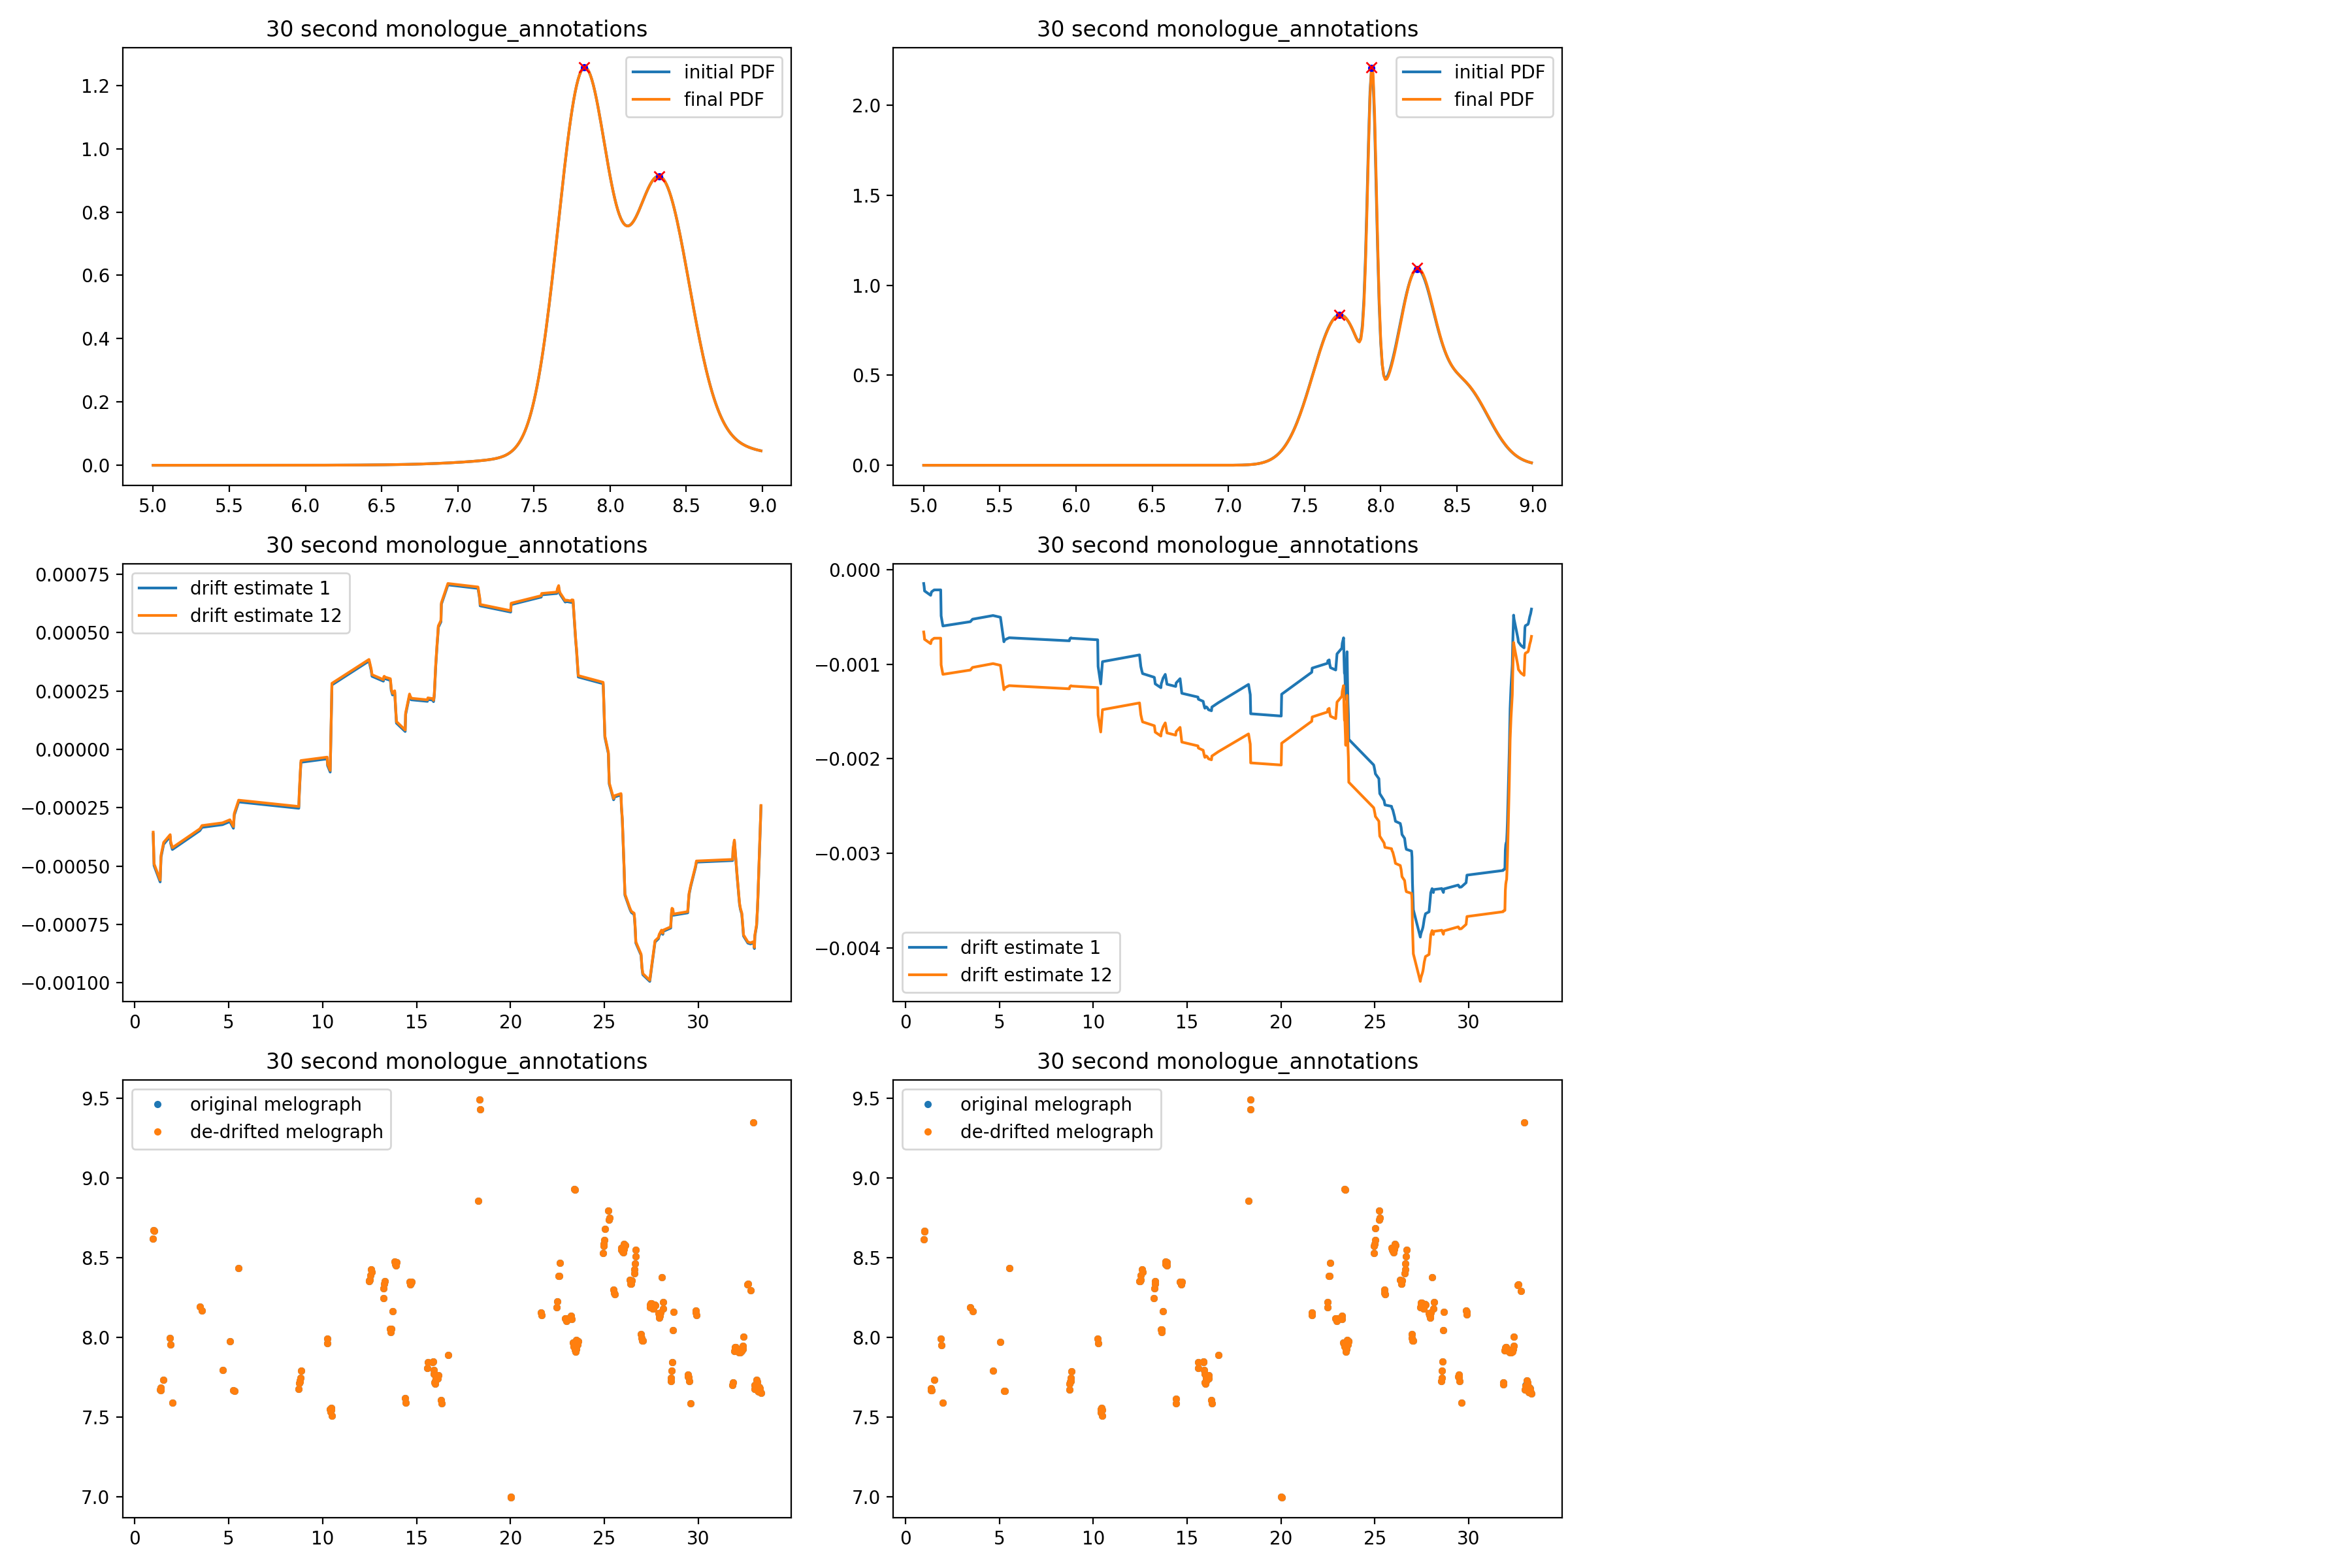 30 second monologue_annotations
initial PDF
final PDF
1.2
1.0
0.8
0.6
0.4
0.2
0.0
5.0 5.5 6.0 6.5 7.0 7.5 8.0 8.5 9.0
30 second monologue_annotations
initial PDF
final PDF
2.0
1.5
1.0
0.5
0.0
5.0 5.5 6.0 6.5 7.0 7.5 8.0 8.5 9.0
30 second monologue_annotations
drift estimate 1
drift estimate 12
0.00075
0.00050
0.00025
0.00000
−0.00025
−0.00050
−0.00075
−0.00100
0 5 10 15 20 25 30
30 second monologue_annotations
0.000
−0.001
−0.002
−0.003
−0.004
drift estimate 1
drift estimate 12
0 5 10 15 20 25 30
30 second monologue_annotations
original melograph
de-drifted melograph
9.5
9.0
8.5
8.0
7.5
7.0
0 5 10 15 20 25 30
30 second monologue_annotations
original melograph
de-drifted melograph
9.5
9.0
8.5
8.0
7.5
7.0
0 5 10 15 20 25 30